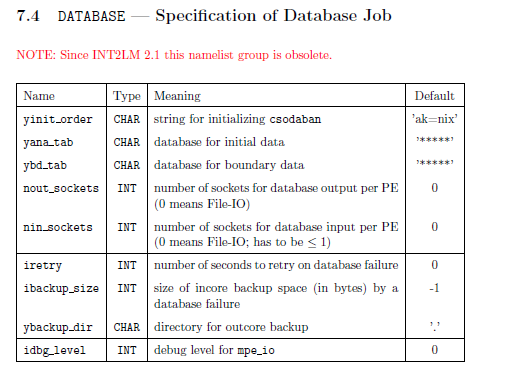 7.4 DATABASE — Specification of Database Job
NOTE: Since INT2LM 2.1 this namelist group is obsolete.
Name Type Meaning Default
yinit_order CHAR string for initializing csodaban 'ak=nix'
yana_tab CHAR database for initial data '*****'
ybd_tab CHAR database for boundary data '*****'
nout_sockets INT number of sockets for database output per PE 0
(0 means File-IO)
nin_sockets INT number of sockets for database input per PE 0
(0 means File-IO; has to be ≤ 1)
iretry INT number of seconds to retry on database failure 0
ibackup_size INT size of incore backup space (in bytes) by a -1
database failure
ybackup_dir CHAR directory for outcore backup '.'
idbg_level INT debug level for mpe_io 0